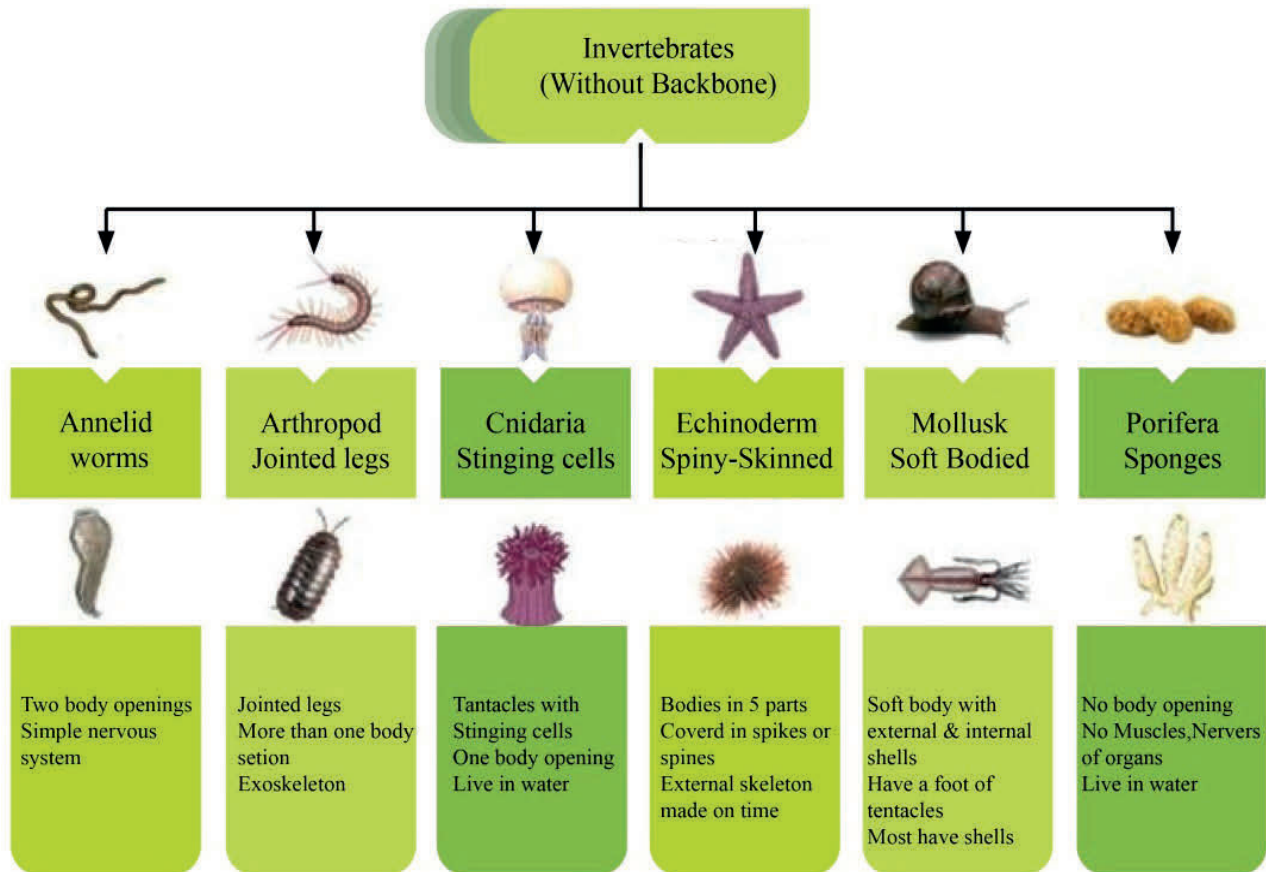 Invertebrates
(Without Backbone)
Annelid
worms
Arthropod
Jointed legs
Cnidaria
Stinging cells
Echinoderm
Spiny-Skinned
Mollusk
Soft Bodied
Porifera
Sponges
Two body openings
Simple nervous
system
Jointed legs
More than one body
setion
Exoskeleton
Tantacles with
Stinging cells
One body opening
Live in water
Bodies in 5 parts
Coverd in spikes or
spines
External skeleton
made on time
Soft body with
external & internal
shells
Have a foot of
tentacles
Most have shells
No body opening
No Muscles,Nervers
of organs
Live in water